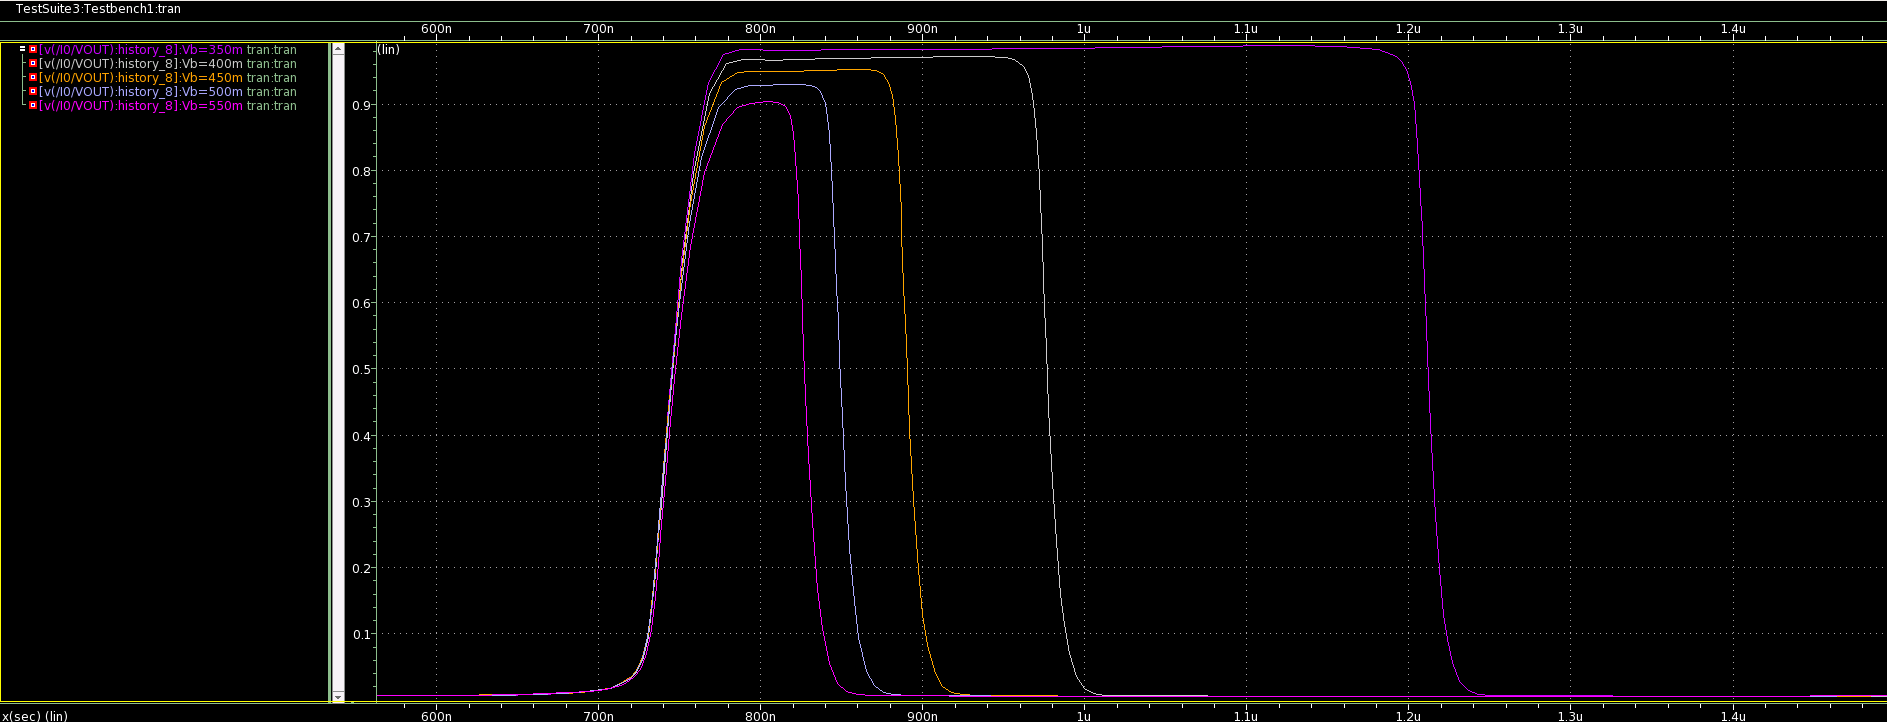 TestSuite3:Testbench1:tran
600n 700n 800n 900n 1u 1.1u 1.2u 1.3u 1.4u
[v(/I0/VOUT):history_8]:Vb=350m tran:tran
[v(/I0/VOUT):history_8]:Vb=400m tran:tran
[v(/I0/VOUT):history_8]:Vb=450m tran:tran
[v(/I0/VOUT):history_8]:Vb=500m tran:tran
[v(/I0/VOUT):history_8]:Vb=550m tran:tran
(lin)
0.9
0.8
0.7
0.6
0.5
0.4
0.3
0.2
0.1
x(sec) (lin)
600n 700n 800n 900n 1u 1.1u 1.2u 1.3u 1.4u